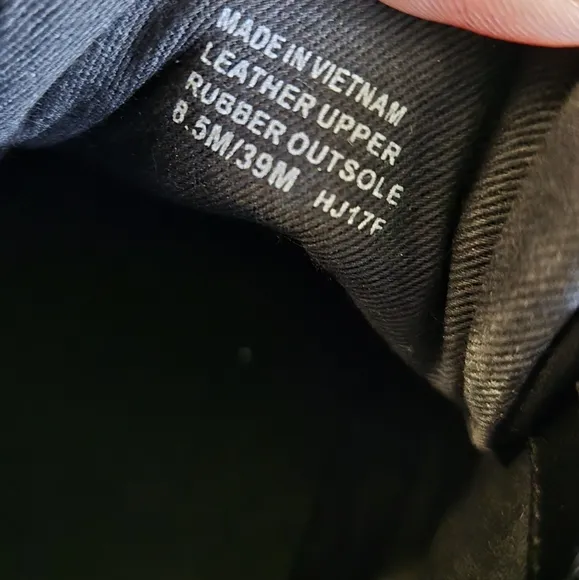 MADE IN VIETNAM
LEATHER UPPER
RUBBER OUTSOLE
8.5M/39M HJ17F